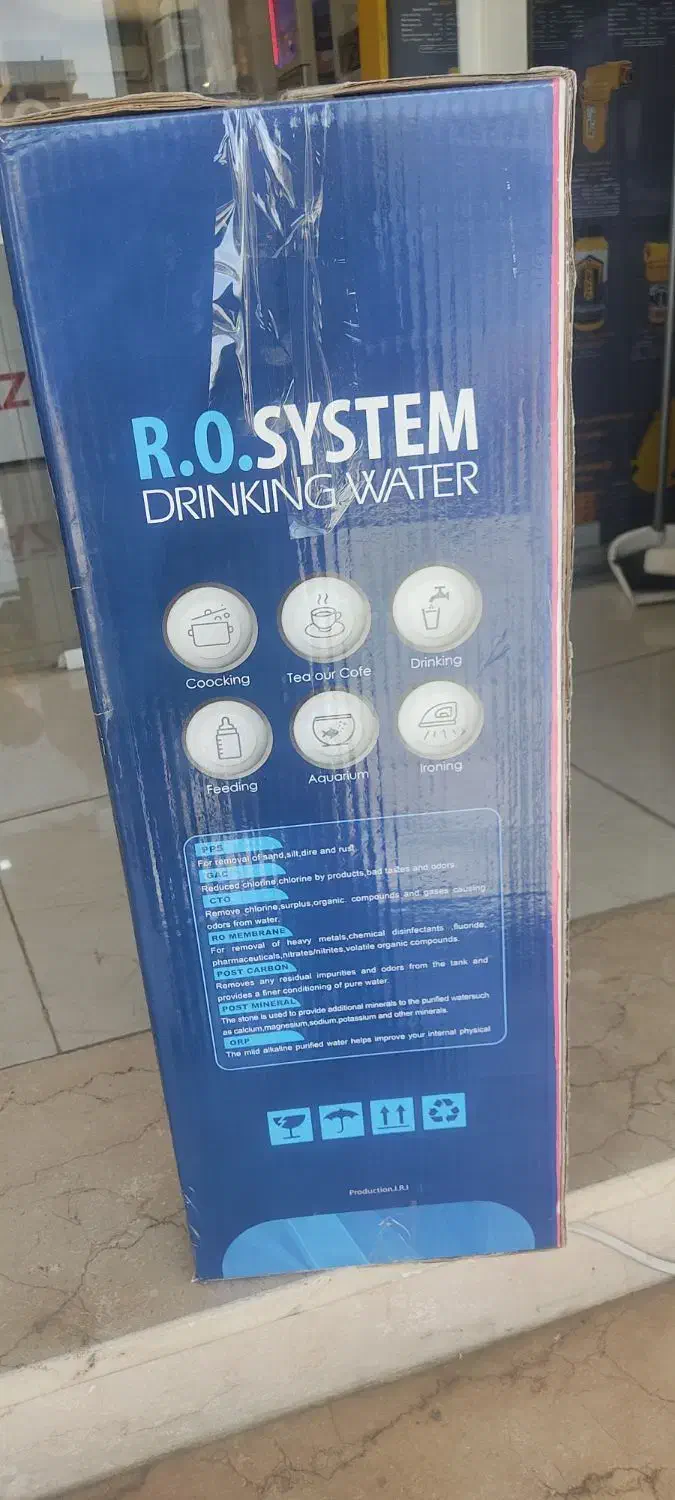 R.O.SYSTEM
DRINKING WATER
Coocking
Tea our Cofe
Drinking
Feeding
Aquarium
Ironing
PP5
For removal of sand,silt,dire and rust.
GAC
Reduced chlorine,chlorine by products,bad tastes and odors.
CTO
Remove chlorine,surplus,organic. compounds and gases causing
odors from water.
RO MEMBRANE
For removal of heavy metals,chemical disinfectants ,fluoride,
pharmaceuticals,nitrates/nitrites,volatile organic compounds.
POST CARBON
Removes any residual impurities and odors from the tank and
provides a finer conditioning of pure water.
POST MINERAL
The stone is used to provide additional minerals to the purified watersuch
as calcium,magnesium,sodium,potassium and other minerals.
ORP
The mild alkaline purified water helps improve your internal physical
Production.I.R.I